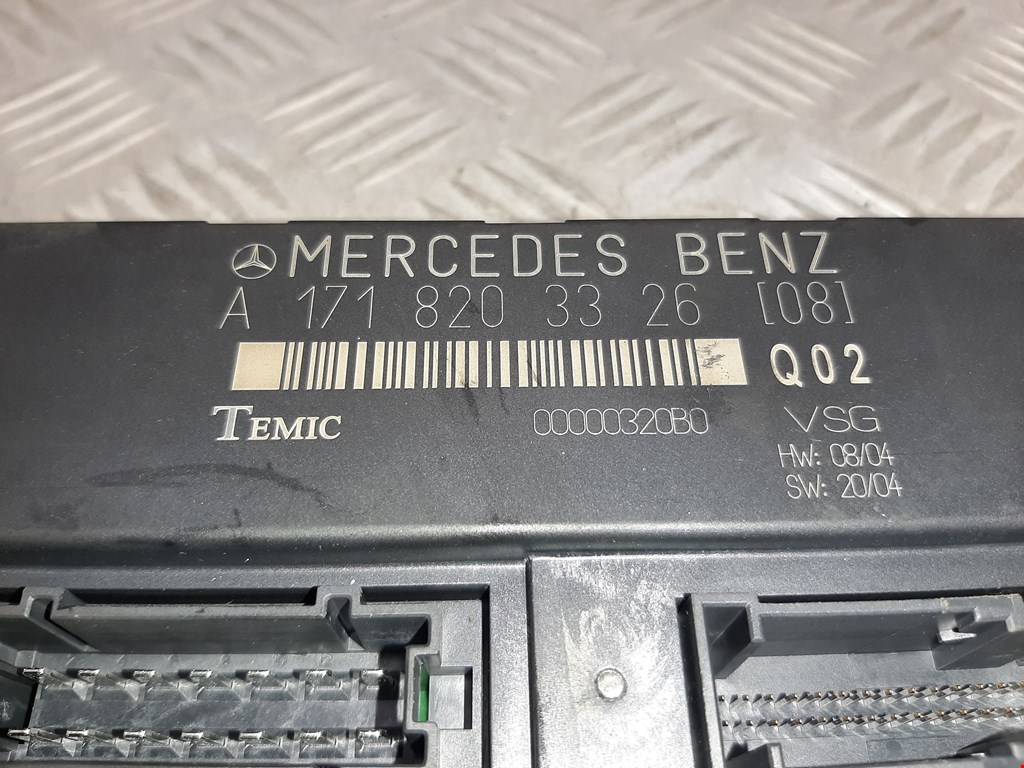 MERCEDES BENZ
A 171 820 33 26 [08]
Q02
TEMIC 00000320B0 VSG
HW: 08/04
SW: 20/04